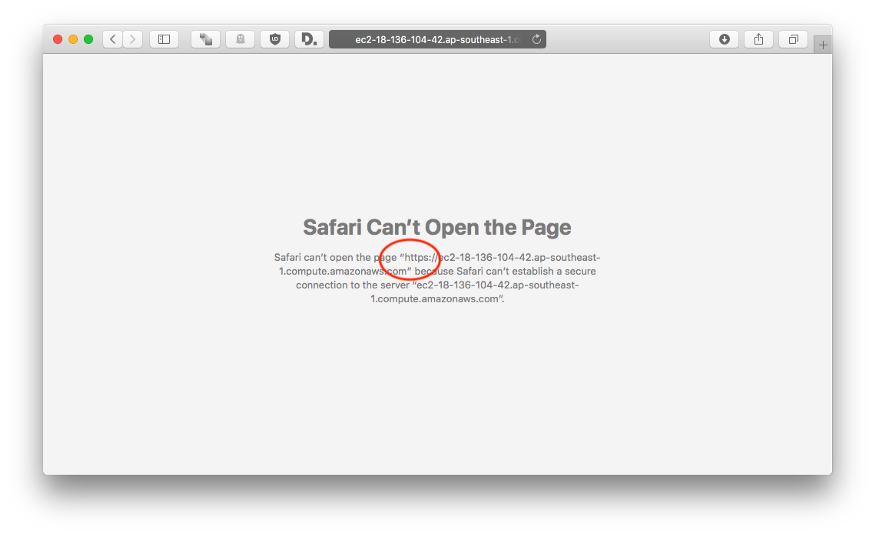 ec2-18-136-104-42.ap-southeast-1.c
Safari Can't Open the Page
Safari can't open the page "https://ec2-18-136-104-42.ap-southeast-
1.compute.amazonaws.com" because Safari can't establish a secure
connection to the server "ec2-18-136-104-42.ap-southeast-
1.compute.amazonaws.com".